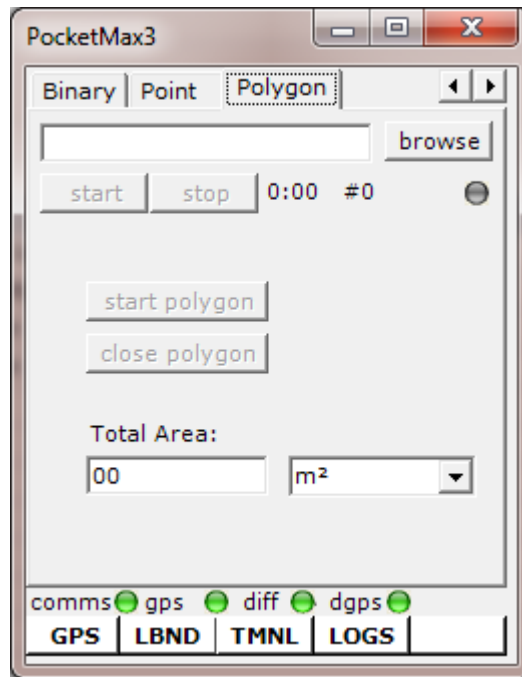 PocketMax3
Binary Point Polygon
browse
start stop 0:00 #0
start polygon
close polygon
Total Area:
00 m²
comms gps diff dgps
GPS LBND TMNL LOGS